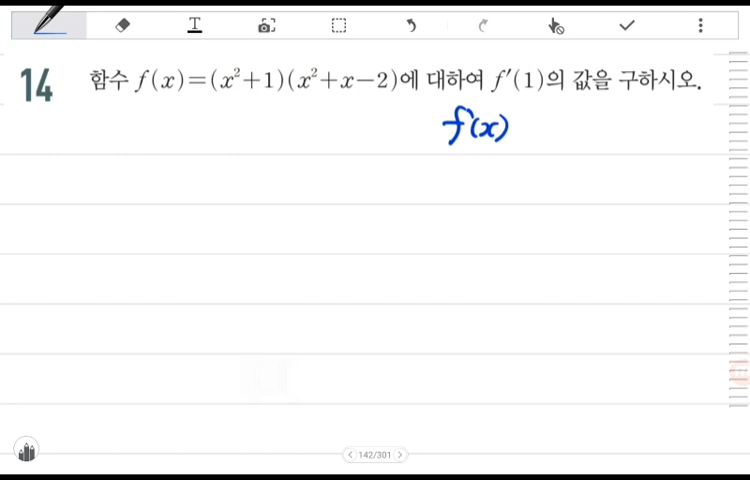 T
14 함수 f(x)=(x²+1)(x²+x−2)에 대하여 f′(1)의 값을 구하시오.
f'(x)
142/301